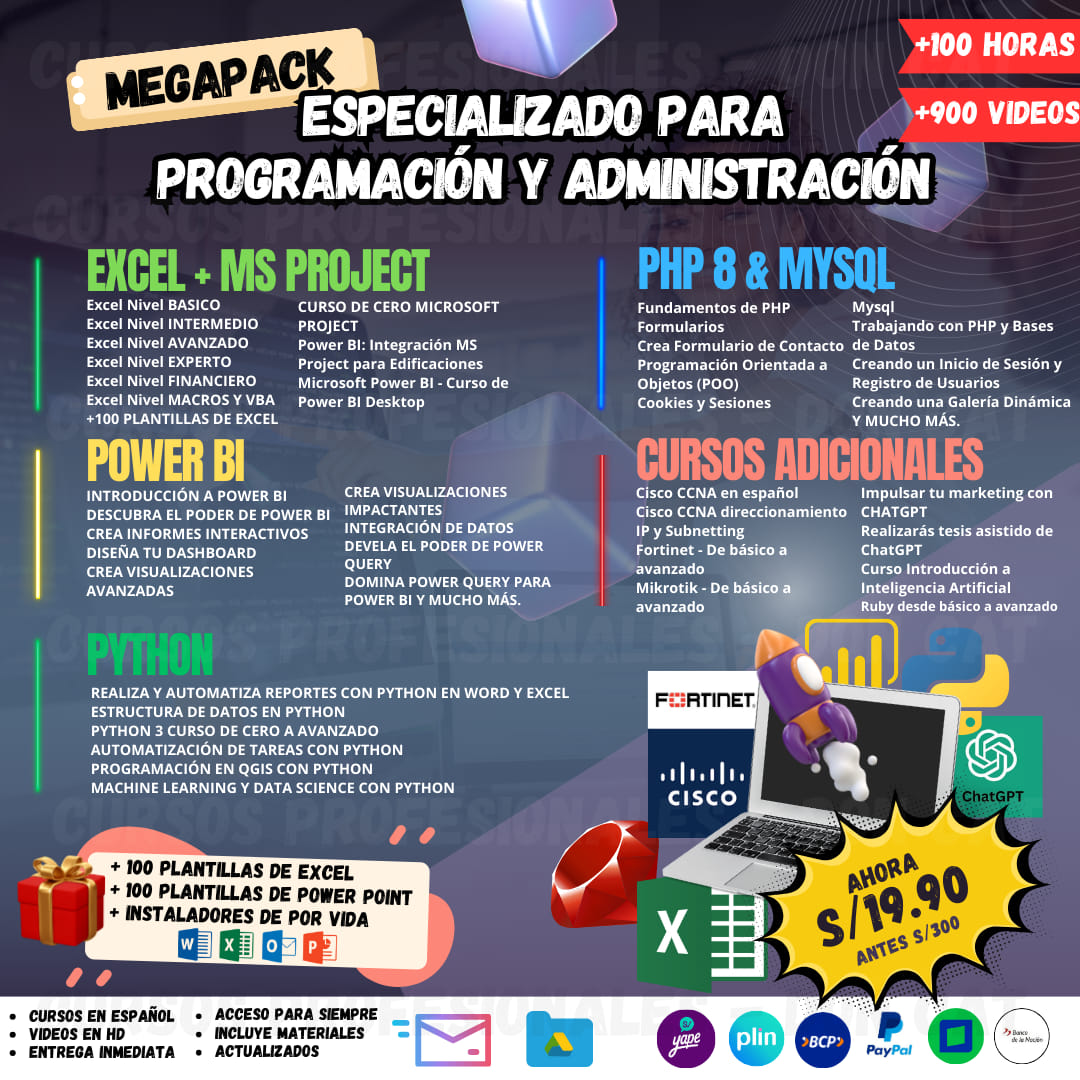 MEGAPACK
ESPECIALIZADO PARA
PROGRAMACIÓN Y ADMINISTRACIÓN
+100 HORAS
+900 VIDEOS
EXCEL + MS PROJECT
Excel Nivel BASICO
Excel Nivel INTERMEDIO
Excel Nivel AVANZADO
Excel Nivel EXPERTO
Excel Nivel FINANCIERO
Excel Nivel MACROS Y VBA
+100 PLANTILLAS DE EXCEL
CURSO DE CERO MICROSOFT
PROJECT
Power BI: Integración MS
Project para Edificaciones
Microsoft Power BI - Curso de
Power BI Desktop
PHP 8 & MYSQL
Fundamentos de PHP
Formularios
Crea Formulario de Contacto
Programación Orientada a
Objetos (POO)
Cookies y Sesiones
Mysql
Trabajando con PHP y Bases
de Datos
Creando un Inicio de Sesión y
Registro de Usuarios
Creando una Galería Dinámica
Y MUCHO MÁS.
POWER BI
INTRODUCCIÓN A POWER BI
DESCUBRA EL PODER DE POWER BI
CREA INFORMES INTERACTIVOS
DISEÑA TU DASHBOARD
CREA VISUALIZACIONES
AVANZADAS
CREA VISUALIZACIONES
IMPACTANTES
INTEGRACIÓN DE DATOS
DEVELA EL PODER DE POWER
QUERY
DOMINA POWER QUERY PARA
POWER BI Y MUCHO MÁS.
CURSOS ADICIONALES
Cisco CCNA en español
Cisco CCNA direccionamiento
IP y Subnetting
Fortinet - De básico a
avanzado
Mikrotik - De básico a
avanzado
Impulsar tu marketing con
CHATGPT
Realizarás tesis asistido de
ChatGPT
Curso Introducción a
Inteligencia Artificial
Ruby desde básico a avanzado
PYTHON
REALIZA Y AUTOMATIZA REPORTES CON PYTHON EN WORD Y EXCEL
ESTRUCTURA DE DATOS EN PYTHON
PYTHON 3 CURSO DE CERO A AVANZADO
AUTOMATIZACIÓN DE TAREAS CON PYTHON
PROGRAMACIÓN EN QGIS CON PYTHON
MACHINE LEARNING Y DATA SCIENCE CON PYTHON
FORTINET
CISCO
ChatGPT
X
+ 100 PLANTILLAS DE EXCEL
+ 100 PLANTILLAS DE POWER POINT
+ INSTALADORES DE POR VIDA
W X O P
AHORA
S/19.90
ANTES S/300
• CURSOS EN ESPAÑOL
• VIDEOS EN HD
• ENTREGA INMEDIATA
• ACCESO PARA SIEMPRE
• INCLUYE MATERIALES
• ACTUALIZADOS
S/
yape
plin
BCP
PayPal
Banco
de la Nación